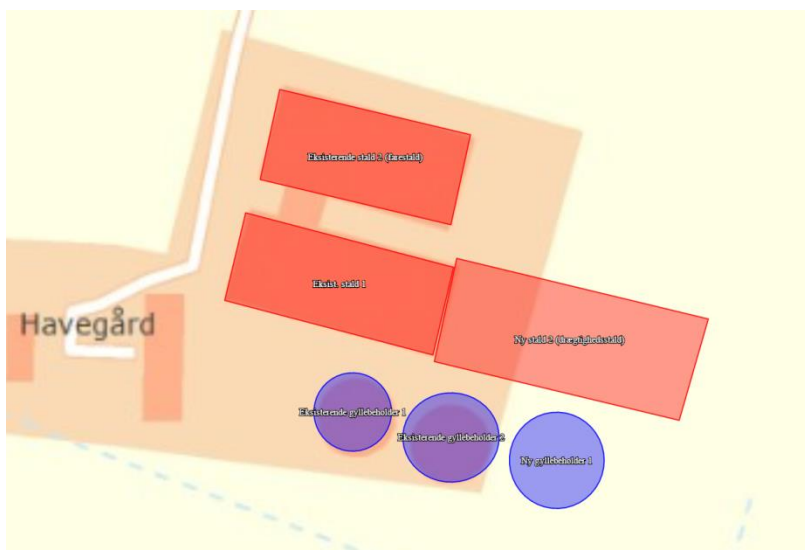 Eksisterende stald 2 (farestald)
Eksist. stald 1
Havegård
Ny stald 2 (drægtighedsstald)
Eksisterende gyllebeholder 1
Eksisterende gyllebeholder 2
Ny gyllebeholder 1